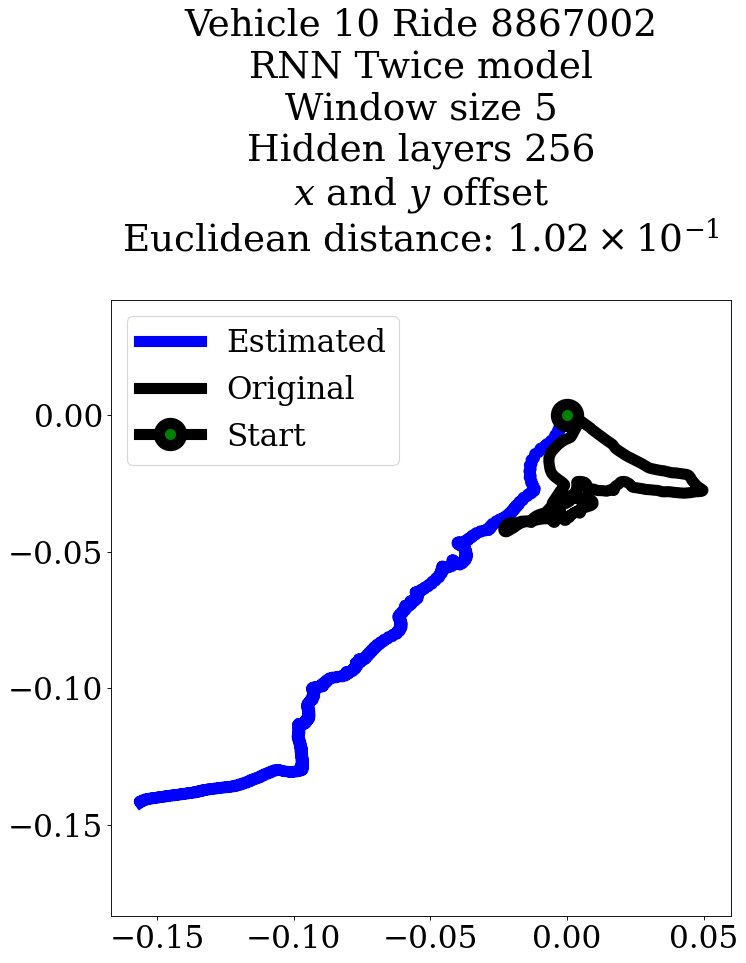 Vehicle 10 Ride 8867002
RNN Twice model
Window size 5
Hidden layers 256
x and y offset
Euclidean distance: 1.02 × 10⁻¹
Estimated
Original
Start
0.00
−0.05
−0.10
−0.15
−0.15 −0.10 −0.05 0.00 0.05